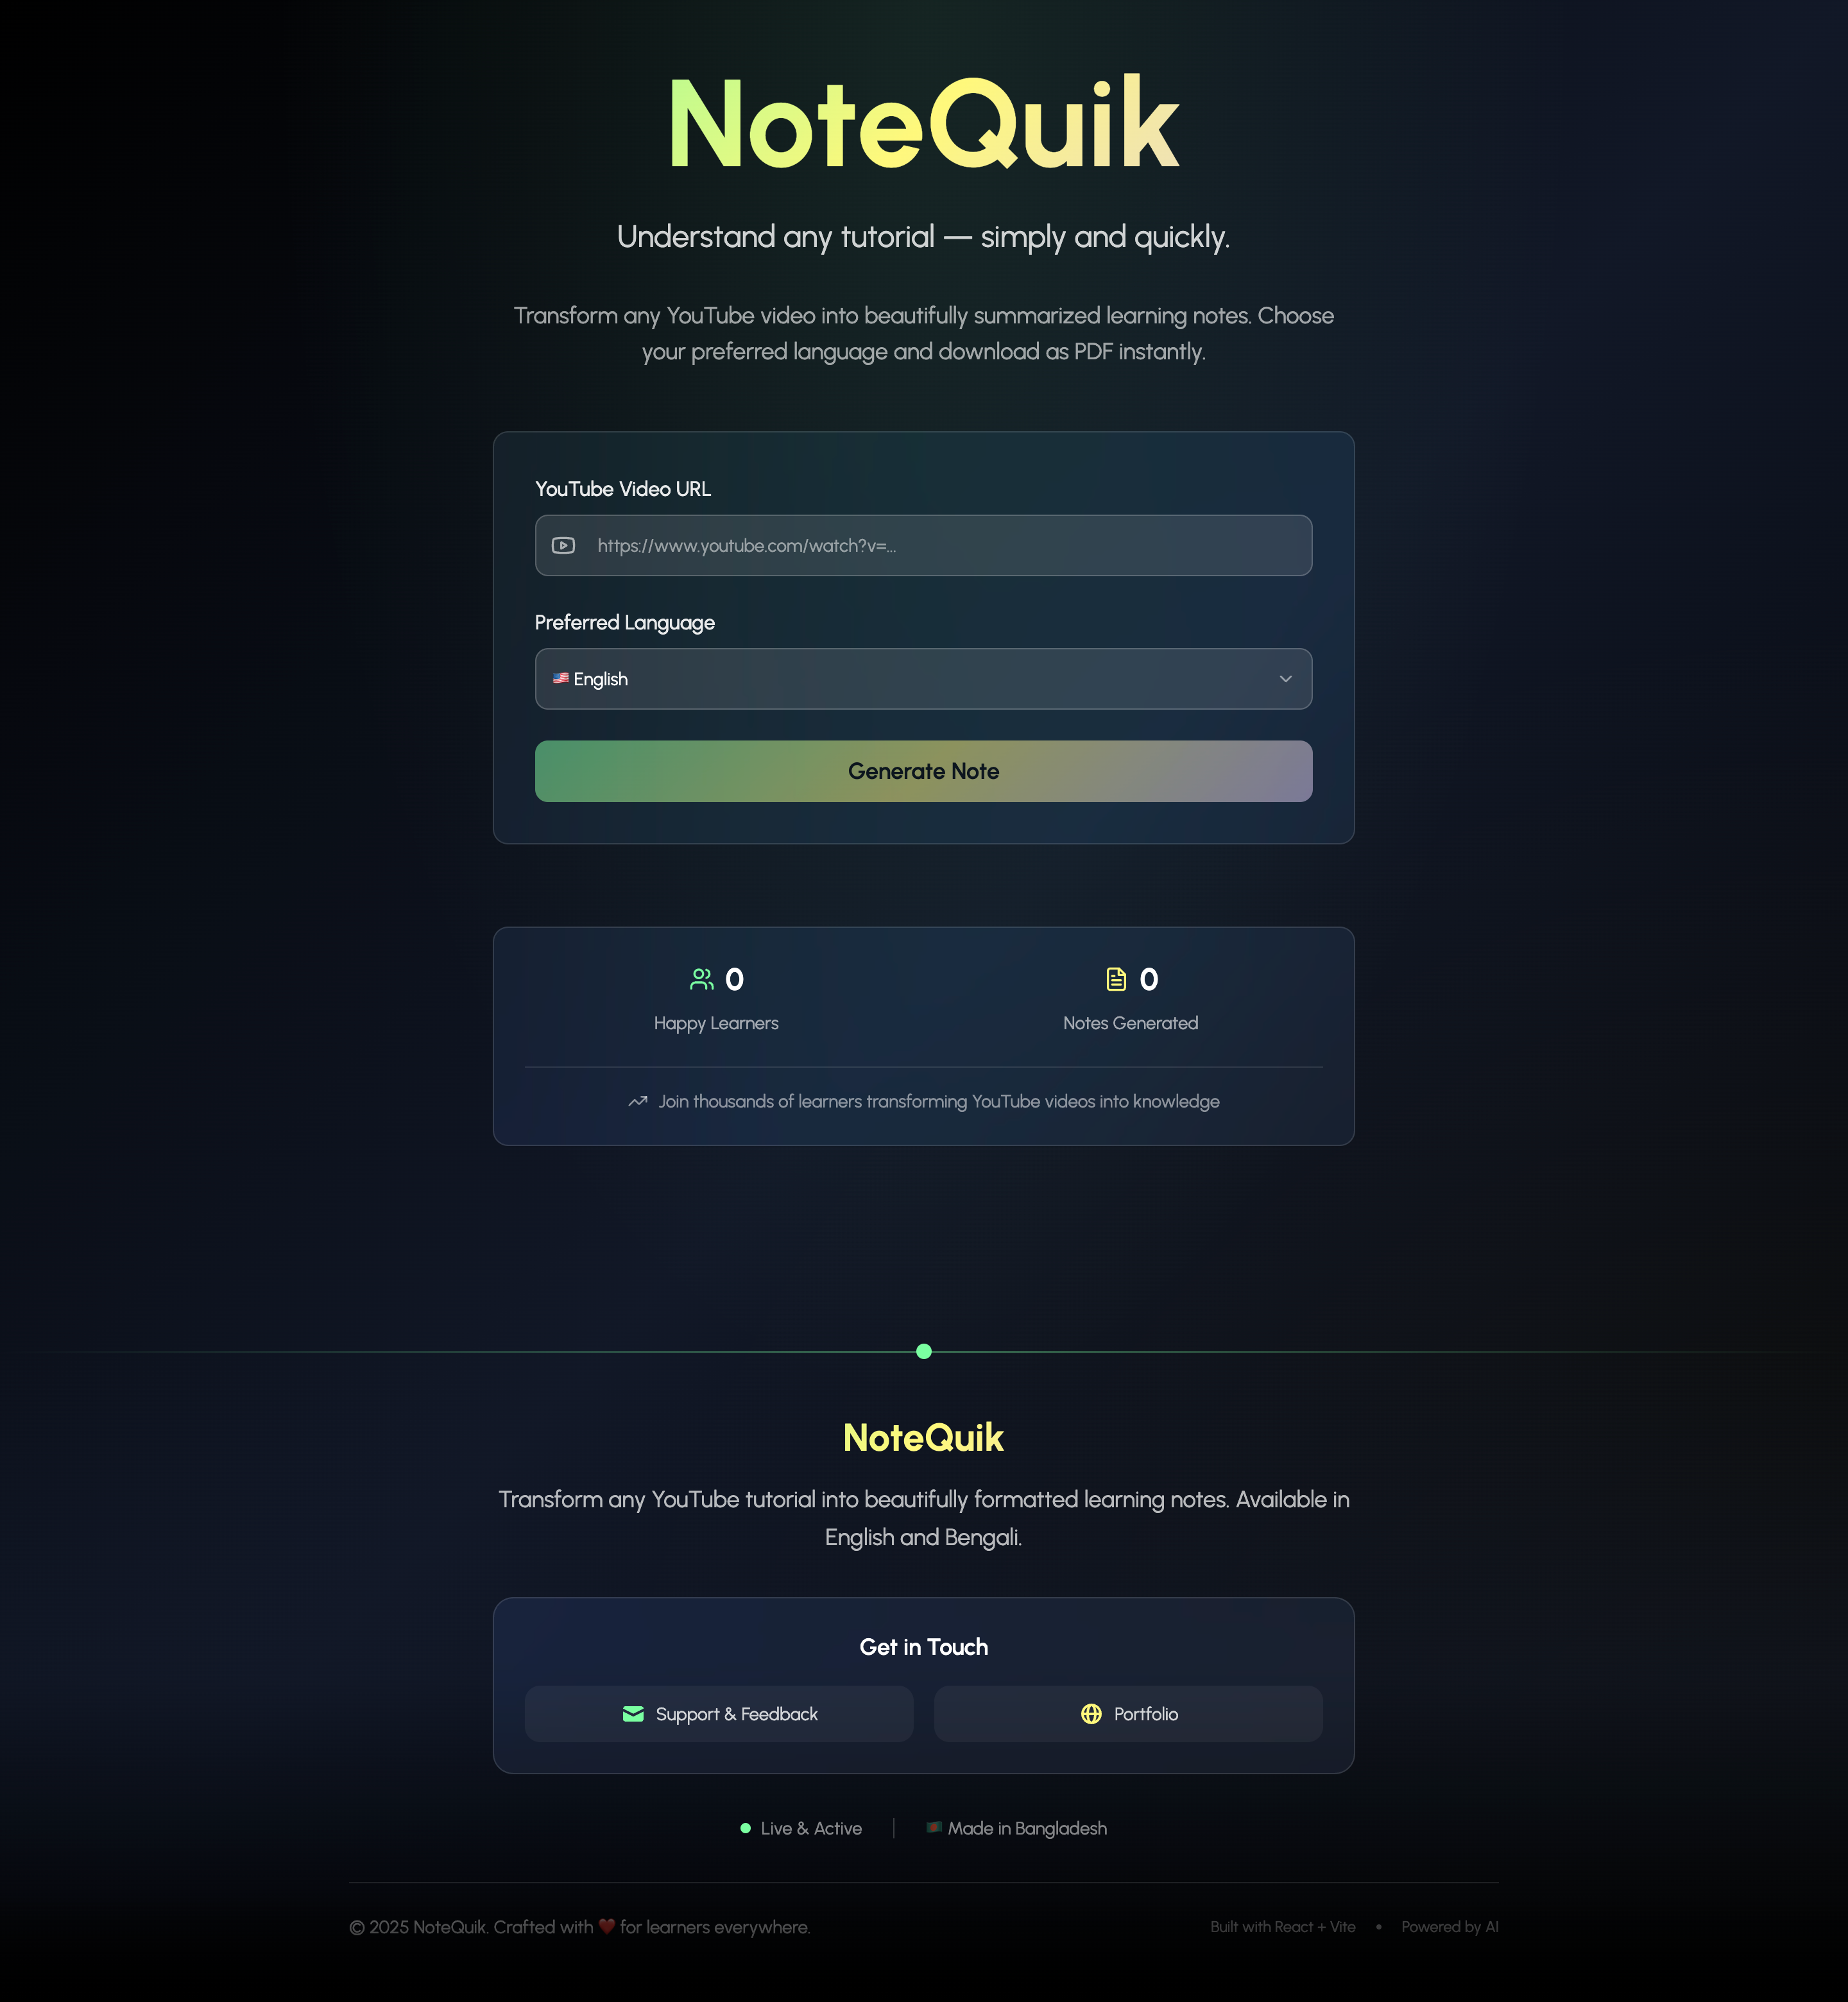 NoteQuik
Understand any tutorial — simply and quickly.
Transform any YouTube video into beautifully summarized learning notes. Choose
your preferred language and download as PDF instantly.
YouTube Video URL
https://www.youtube.com/watch?v=...
Preferred Language
🇺🇸 English
Generate Note
0
Happy Learners
0
Notes Generated
Join thousands of learners transforming YouTube videos into knowledge
NoteQuik
Transform any YouTube tutorial into beautifully formatted learning notes. Available in
English and Bengali.
Get in Touch
Support & Feedback
Portfolio
Live & Active
🇧🇩 Made in Bangladesh
© 2025 NoteQuik. Crafted with ❤️ for learners everywhere.
Built with React + Vite • Powered by AI